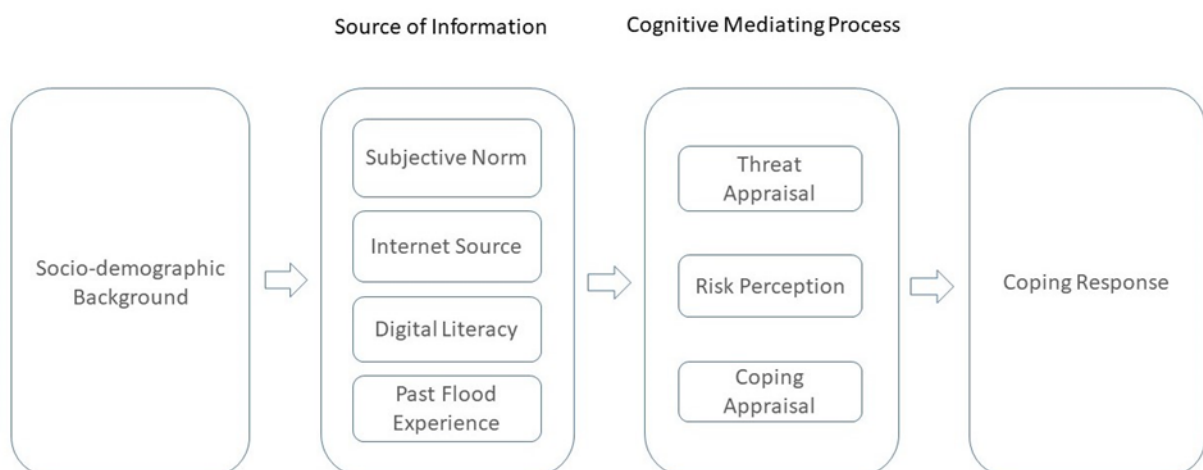 Source of Information
Cognitive Mediating Process
Socio-demographic
Background
Subjective Norm
Internet Source
Digital Literacy
Past Flood
Experience
Threat
Appraisal
Risk Perception
Coping
Appraisal
Coping Response